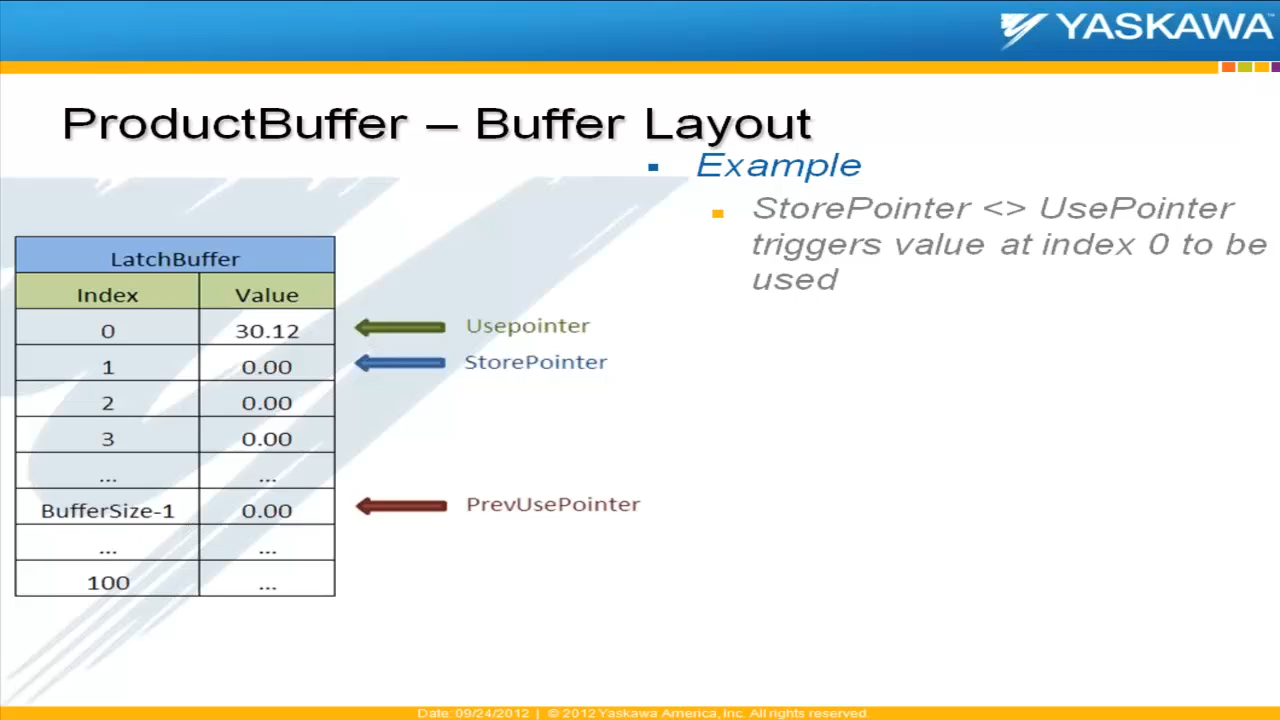 YASKAWA
ProductBuffer – Buffer Layout
Example
StorePointer <> UsePointer
triggers value at index 0 to be
used
LatchBuffer
Index Value
0 30.12
1 0.00
2 0.00
3 0.00
... ...
BufferSize-1 0.00
... ...
100 ...
Usepointer
StorePointer
PrevUsePointer
Date: 09/24/2012 | © 2012 Yaskawa America, Inc. All rights reserved.